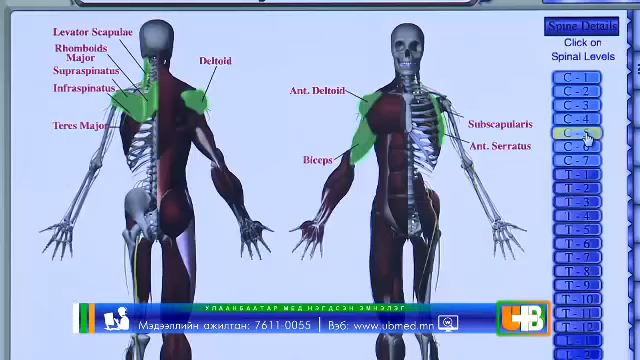 Spine Details
Click on
Spinal Levels
Levator Scapulae
Rhomboids
Major
Supraspinatus
Infraspinatus
Teres Major
Deltoid
Ant. Deltoid
Biceps
Subscapularis
Ant. Serratus
C - 1
C - 2
C - 3
C - 4
C - 6
C - 7
T - 1
T - 2
T - 3
T - 4
T - 5
T - 6
T - 7
T - 8
T - 9
T - 10
T - 12
УЛААНБААТАР МЕД НЭГДСЭН ЭМНЭЛЭГ
Мэдээллийн ажилтан: 7611-0055 | Вэб: www.ubmed.mn
UB